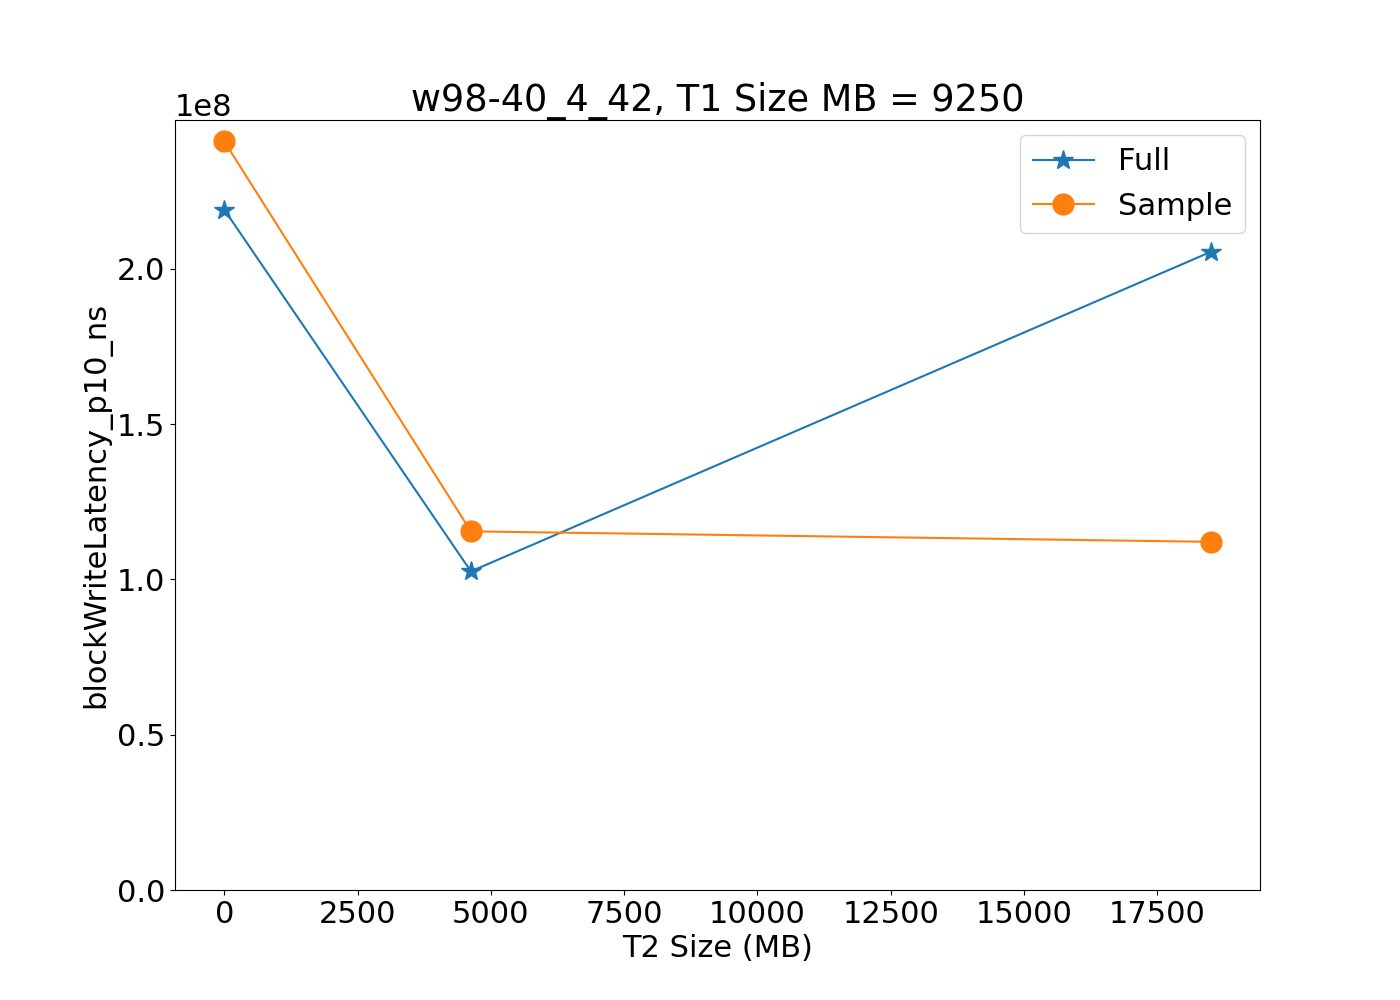 w98-40_4_42, T1 Size MB = 9250
1e8
Full
Sample
2.0
1.5
1.0
0.5
0.0
blockWriteLatency_p10_ns
0 2500 5000 7500 10000 12500 15000 17500
T2 Size (MB)